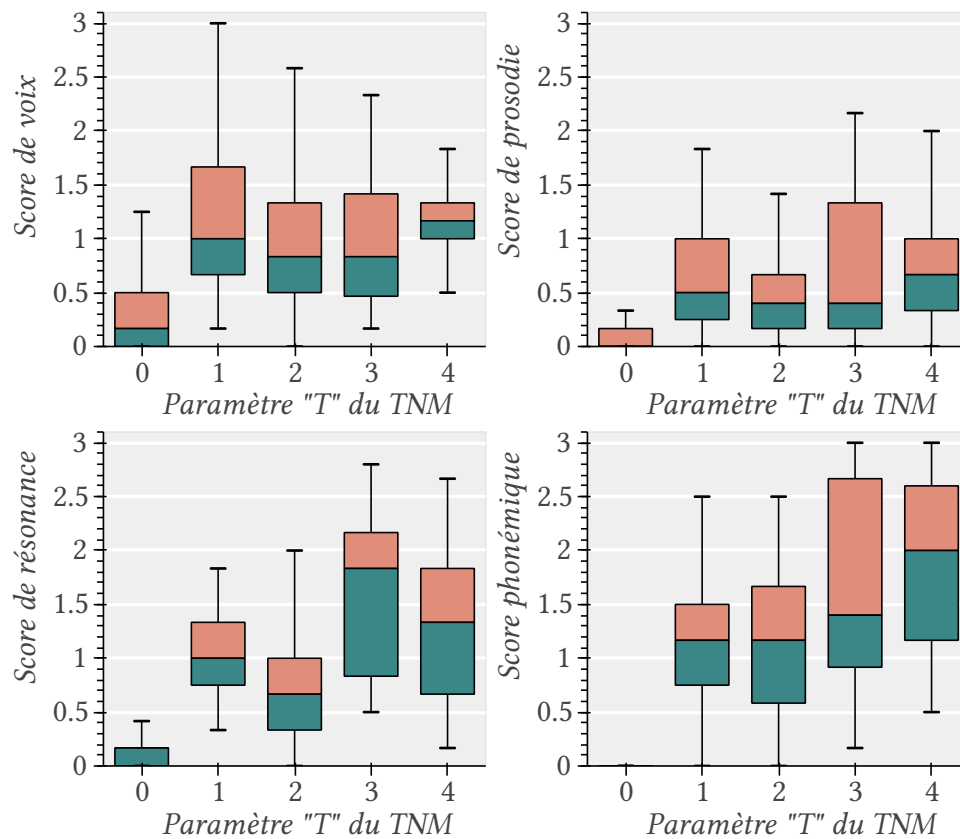 Score de voix
3
2.5
2
1.5
1
0.5
0
0 1 2 3 4
Paramètre "T" du TNM
Score de prosodie
3
2.5
2
1.5
1
0.5
0
0 1 2 3 4
Paramètre "T" du TNM
Score de résonance
3
2.5
2
1.5
1
0.5
0
0 1 2 3 4
Paramètre "T" du TNM
Score phonémique
3
2.5
2
1.5
1
0.5
0
0 1 2 3 4
Paramètre "T" du TNM